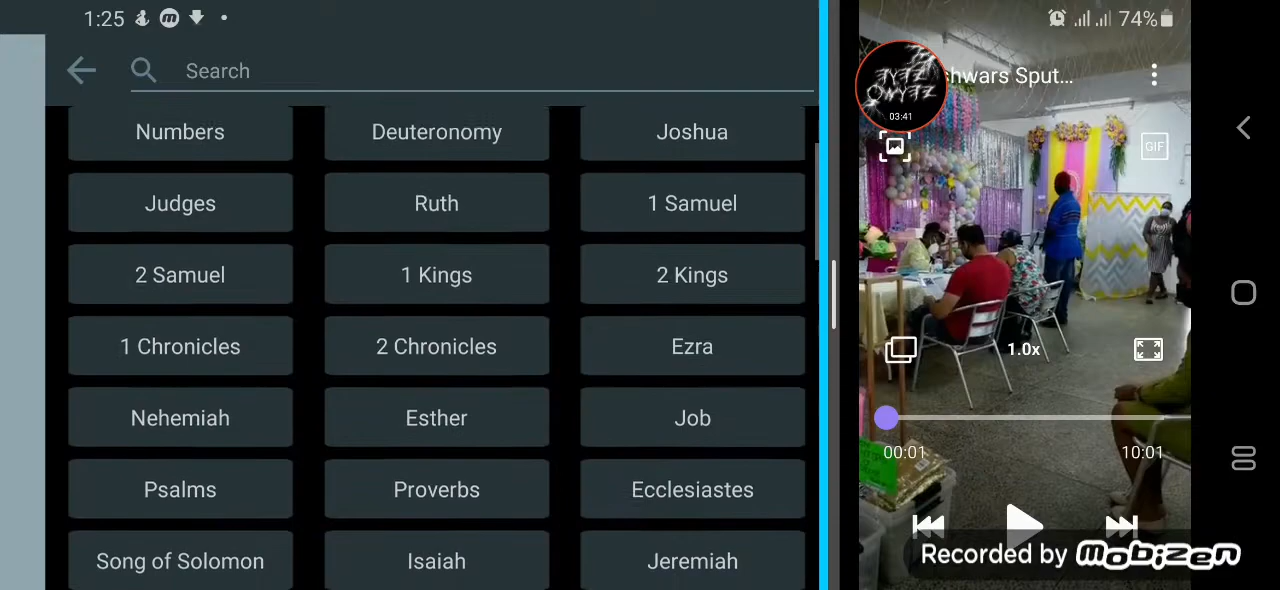 1:25
Search
Numbers Deuteronomy Joshua
Judges Ruth 1 Samuel
2 Samuel 1 Kings 2 Kings
1 Chronicles 2 Chronicles Ezra
Nehemiah Esther Job
Psalms Proverbs Ecclesiastes
Song of Solomon Isaiah Jeremiah
74%
hwars Sput...
03:41
GIF
1.0x
00:01 10:01
Recorded by mobizen